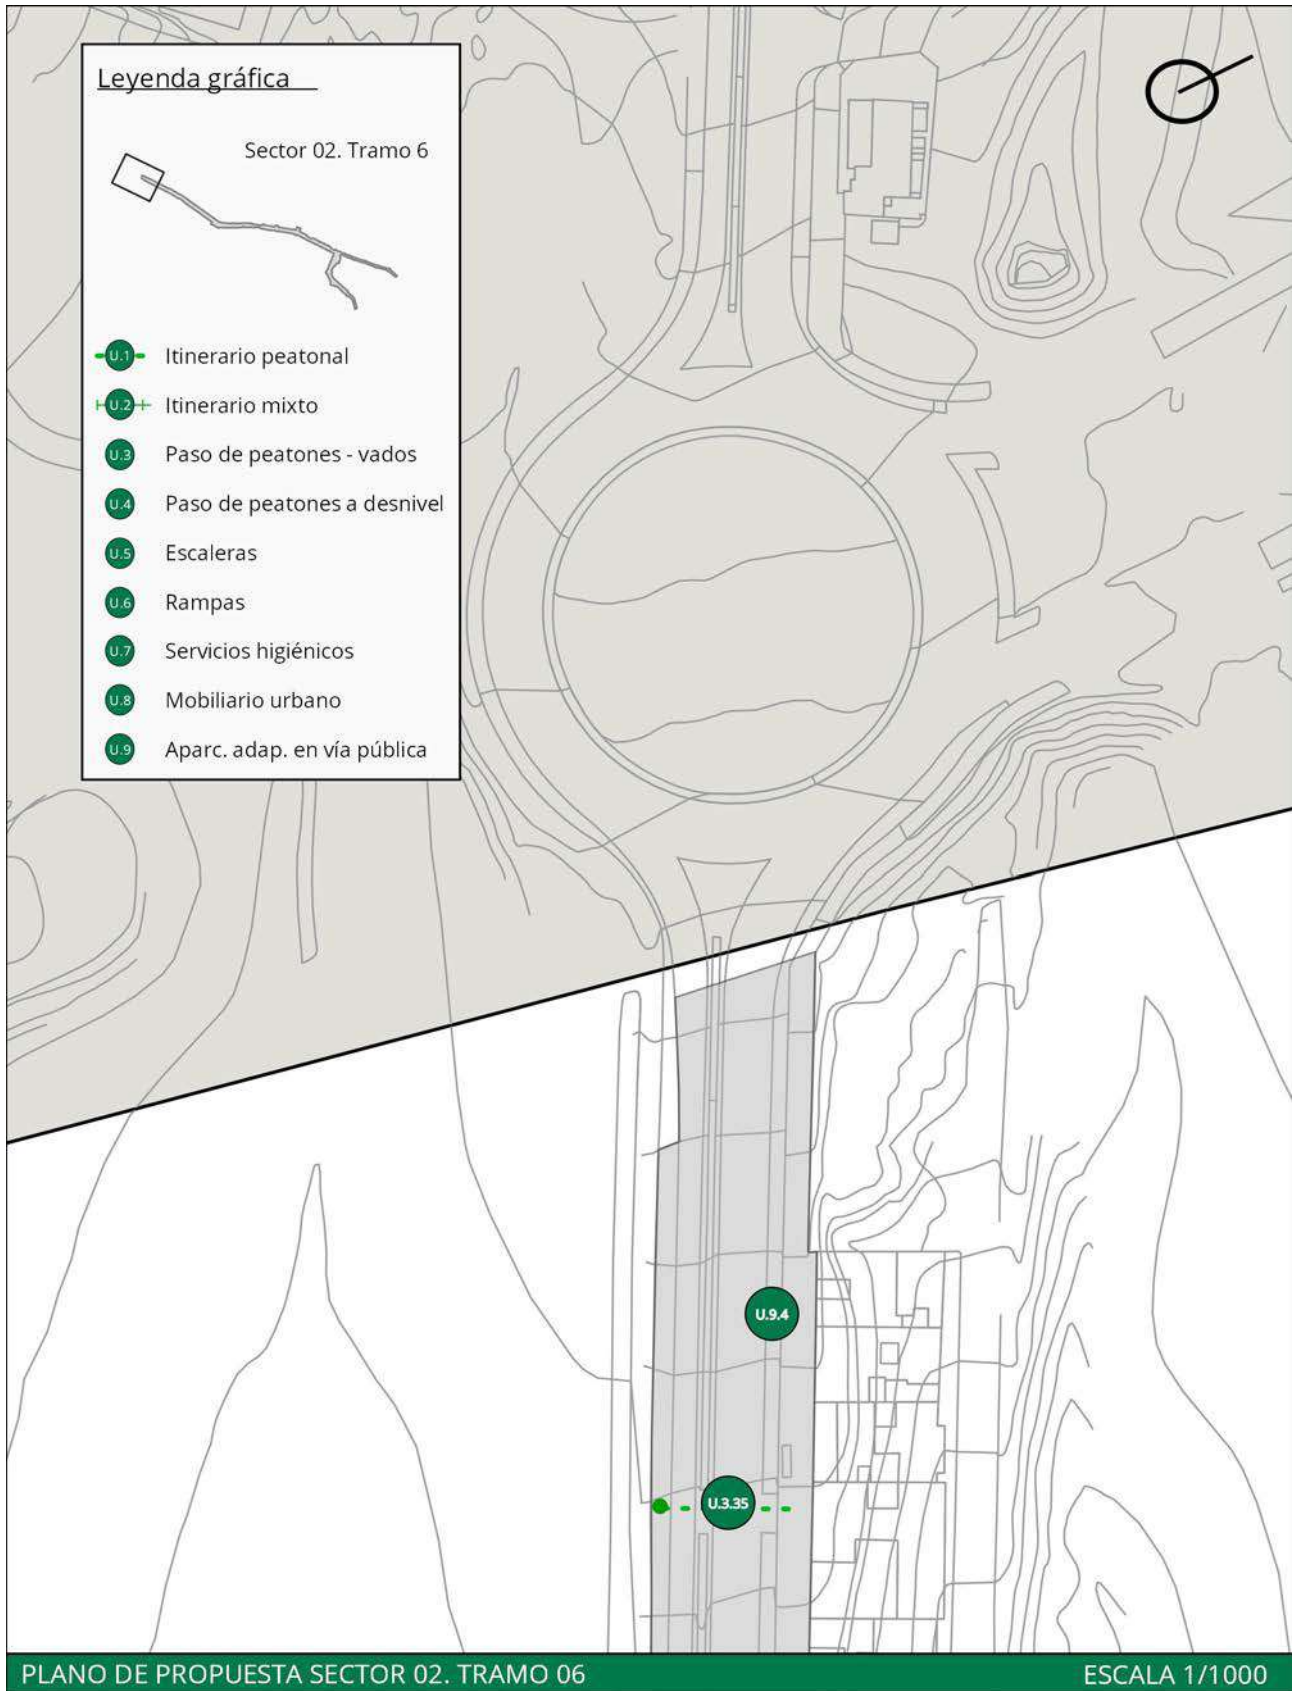 Leyenda gráfica
Sector 02. Tramo 6
U.1 Itinerario peatonal
U.2 Itinerario mixto
U.3 Paso de peatones - vados
U.4 Paso de peatones a desnivel
U.5 Escaleras
U.6 Rampas
U.7 Servicios higiénicos
U.8 Mobiliario urbano
U.9 Aparc. adap. en vía pública
U.9.4
U.3.35
PLANO DE PROPUESTA SECTOR 02. TRAMO 06 ESCALA 1/1000